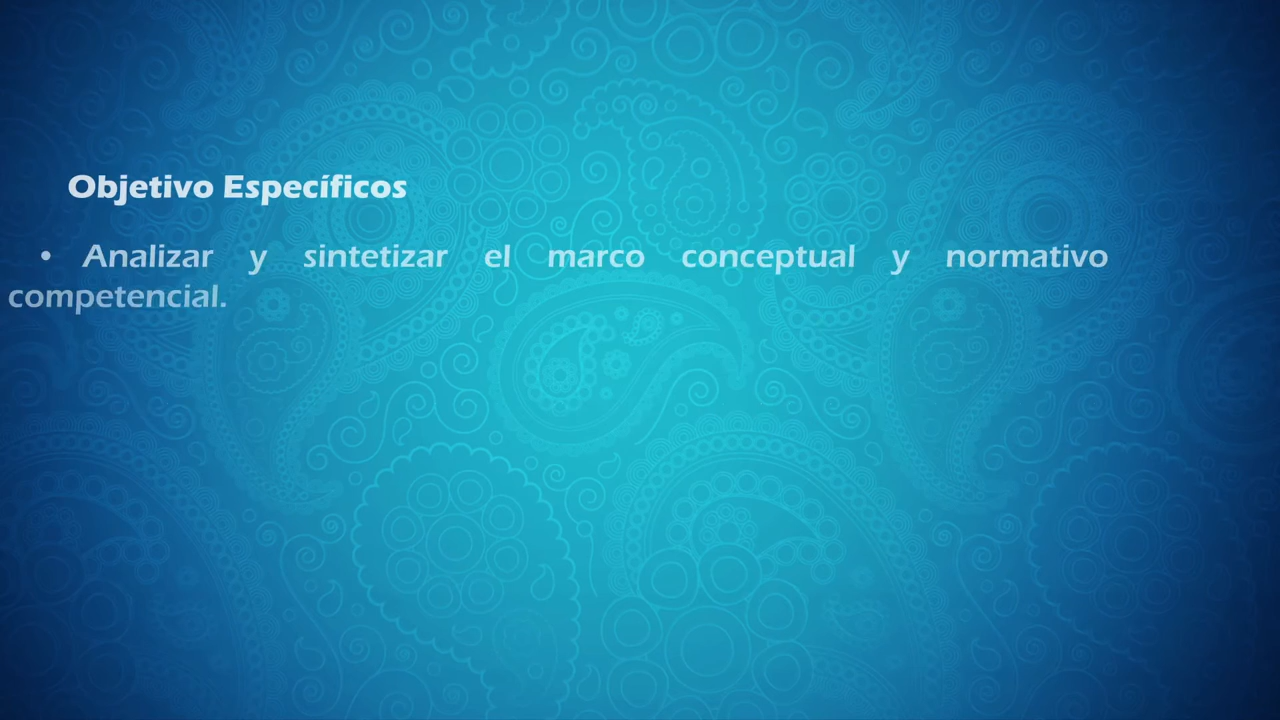 Objetivo Específicos
• Analizar y sintetizar el marco conceptual y normativo
competencial.